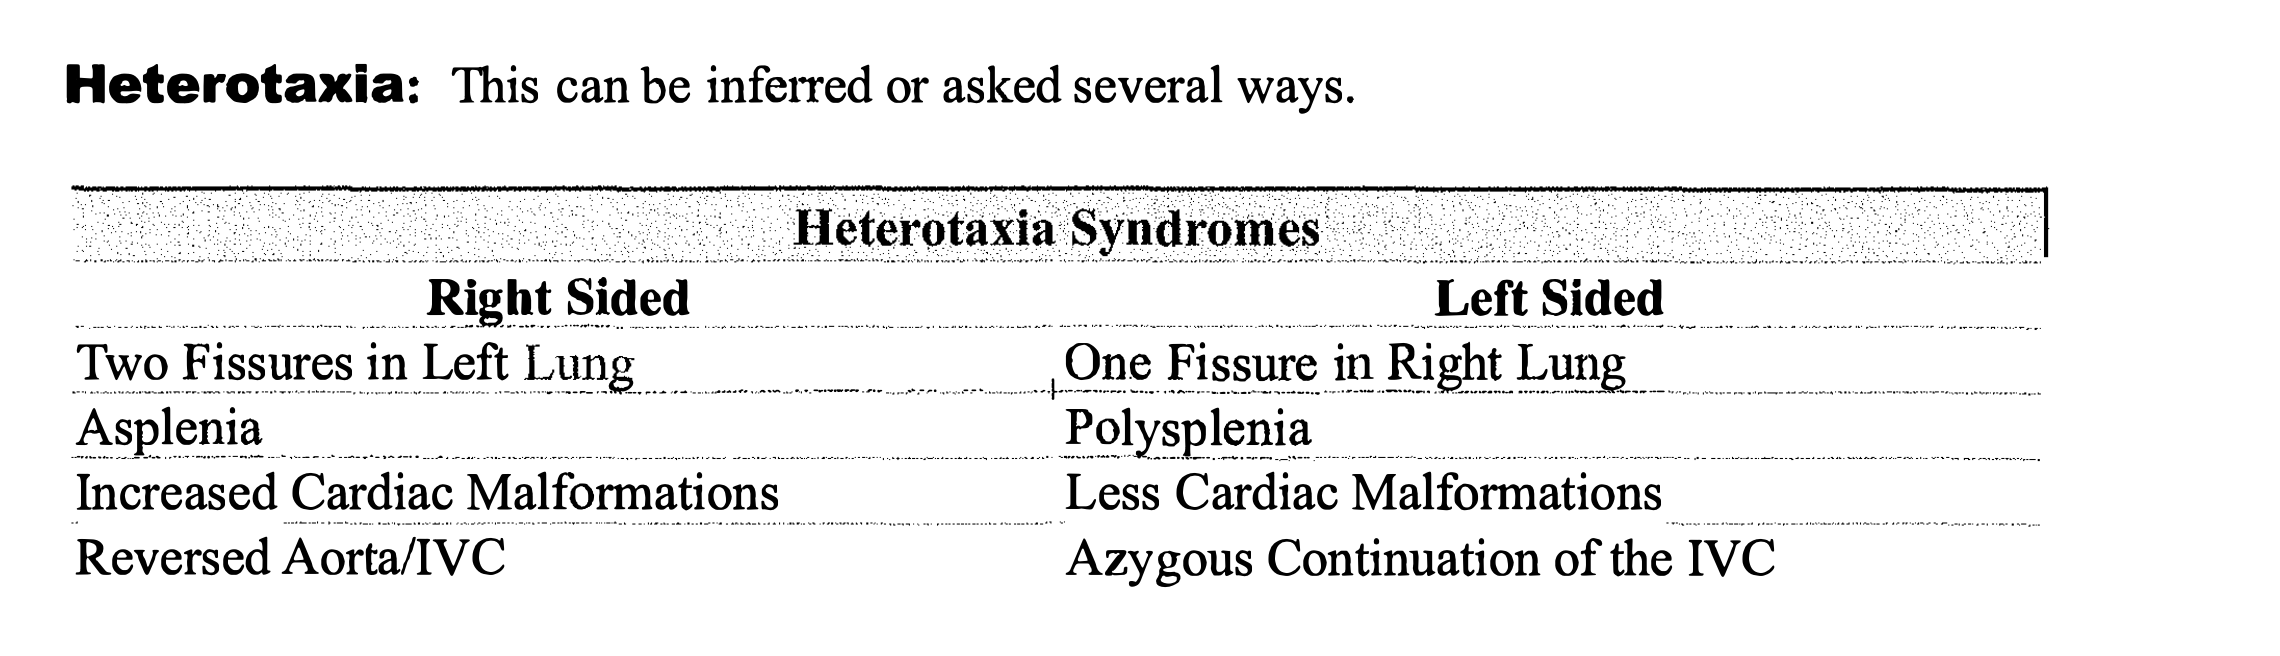 Heterotaxia: This can be inferred or asked several ways.
Heterotaxia Syndromes
Right Sided Left Sided
Two Fissures in Left Lung One Fissure in Right Lung
Asplenia Polysplenia
Increased Cardiac Malformations Less Cardiac Malformations
Reversed Aorta/IVC Azygous Continuation of the IVC